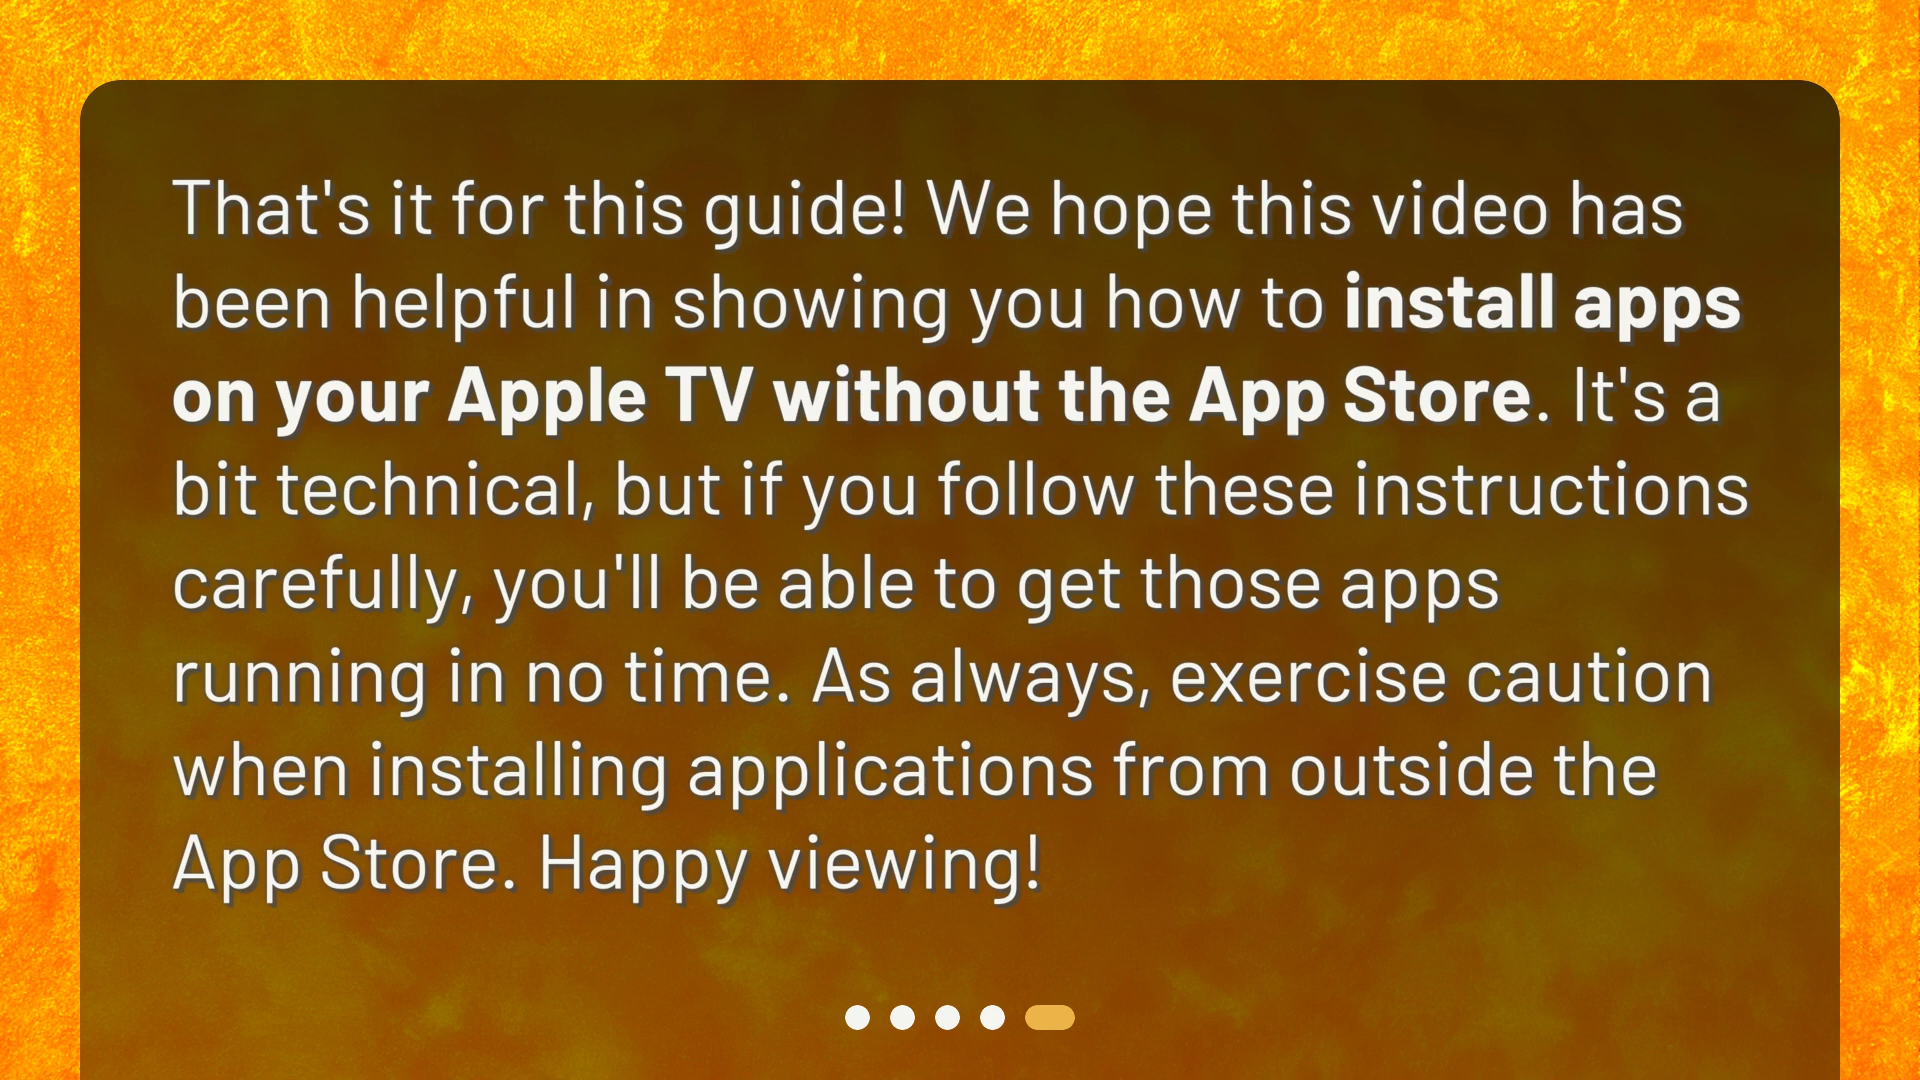 That's it for this guide! We hope this video has
been helpful in showing you how to install apps
on your Apple TV without the App Store. It's a
bit technical, but if you follow these instructions
carefully, you'll be able to get those apps
running in no time. As always, exercise caution
when installing applications from outside the
App Store. Happy viewing!